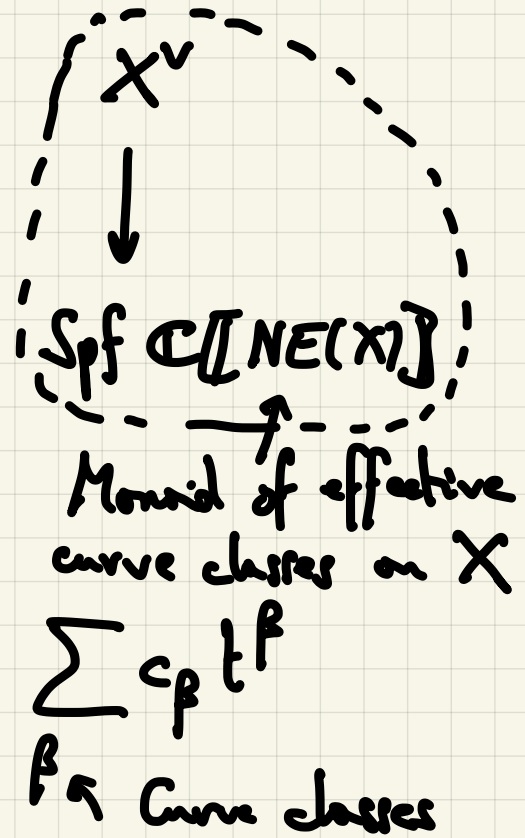 X^∨
↓
Spf ℂ[[NE(X)]]
↑
Monoid of effective
curve classes on X
∑ c_β t^β
β ↖ Curve classes